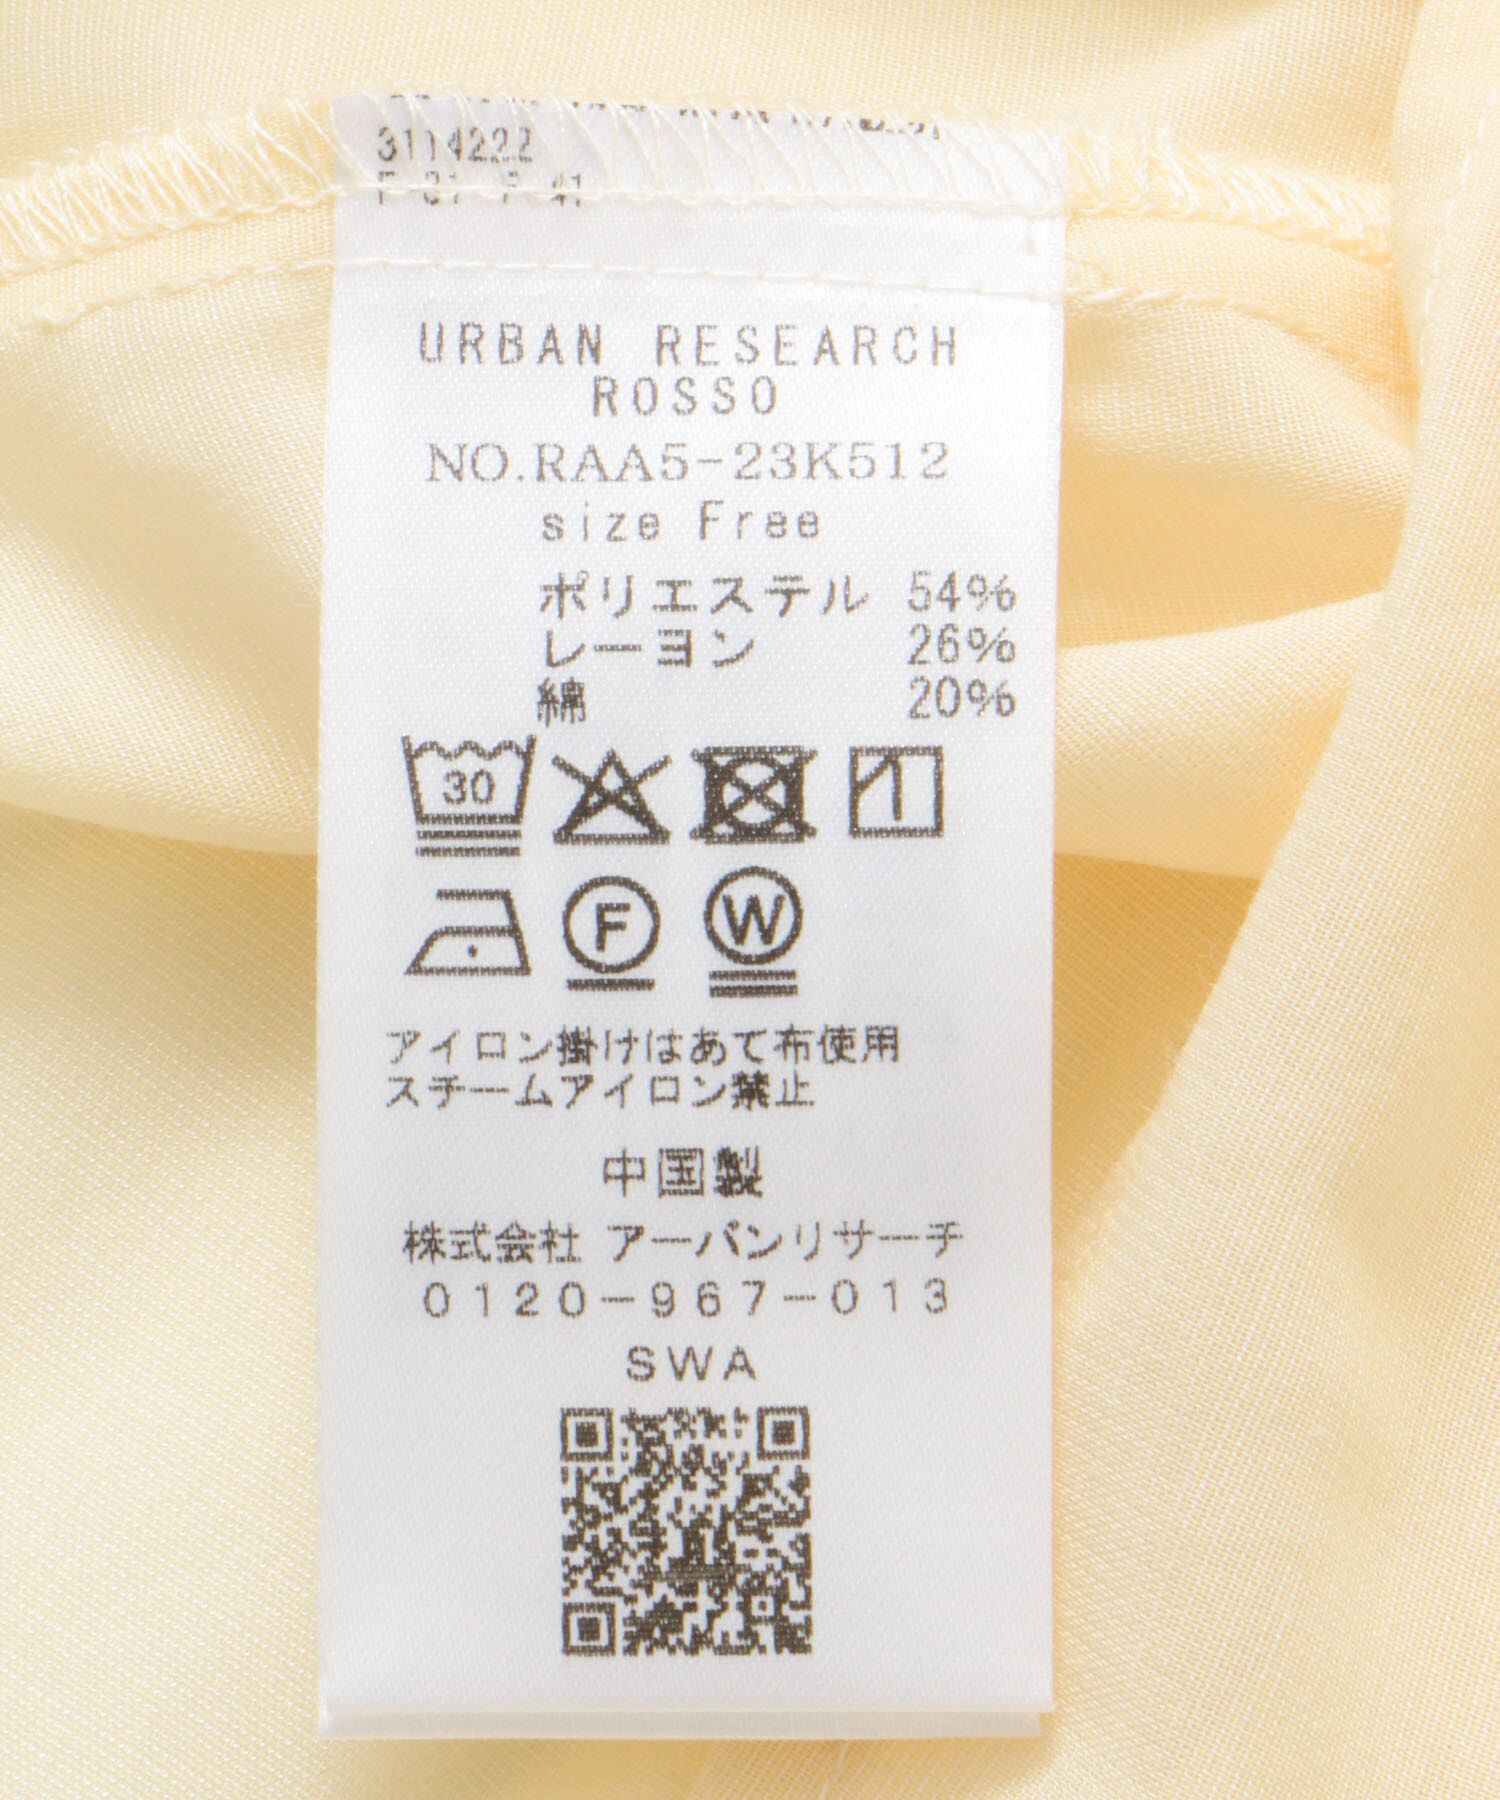 3114222
URBAN RESEARCH
ROSSO
NO.RAA5-23K512
size Free
ポリエステル 54%
レーヨン 26%
綿 20%
30
F
W
アイロン掛けはあて布使用
スチームアイロン禁止
中国製
株式会社 アーバンリサーチ
0120-967-013
SWA